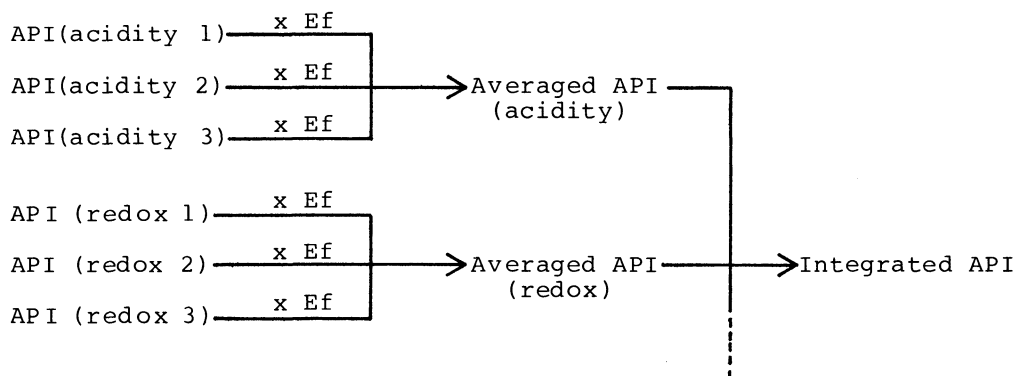 x Ef
API(acidity 1)
x Ef
API(acidity 2)
Averaged API
(acidity)
x Ef
API(acidity 3)
x Ef
API (redox 1)
x Ef
API (redox 2)
Averaged API
(redox)
Integrated API
x Ef
API (redox 3)